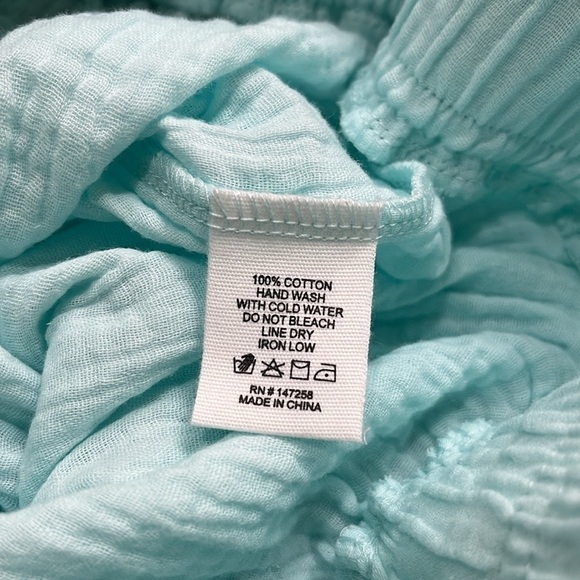 100% COTTON
HAND WASH
WITH COLD WATER
DO NOT BLEACH
LINE DRY
IRON LOW
RN # 147258
MADE IN CHINA